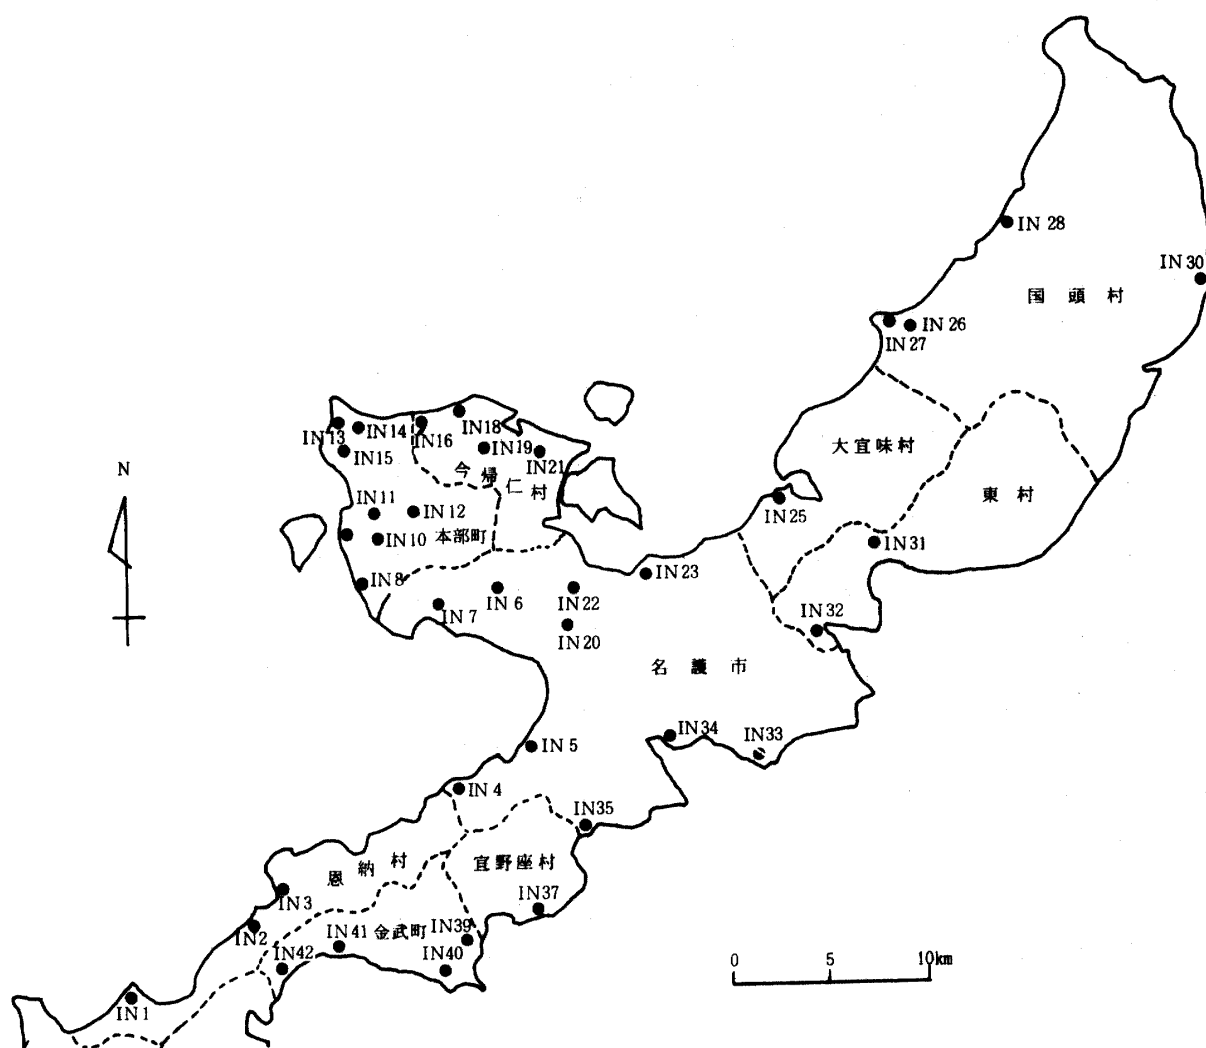 IN 28
IN 30
国頭村
IN 26
IN 27
大宜味村
東村
IN 25
IN 31
IN 32
IN 13
IN 14
IN 16
IN 18
IN 19
IN 21
IN 15
今帰仁村
N
IN 11
IN 12
IN 10
本部町
IN 8
IN 7
IN 6
IN 22
IN 23
IN 20
名護市
IN 34
IN 33
IN 5
IN 4
IN 35
恩納村
宜野座村
IN 3
IN 37
IN 2
IN 41
金武町
IN 39
IN 42
IN 40
IN 1
0 5 10km